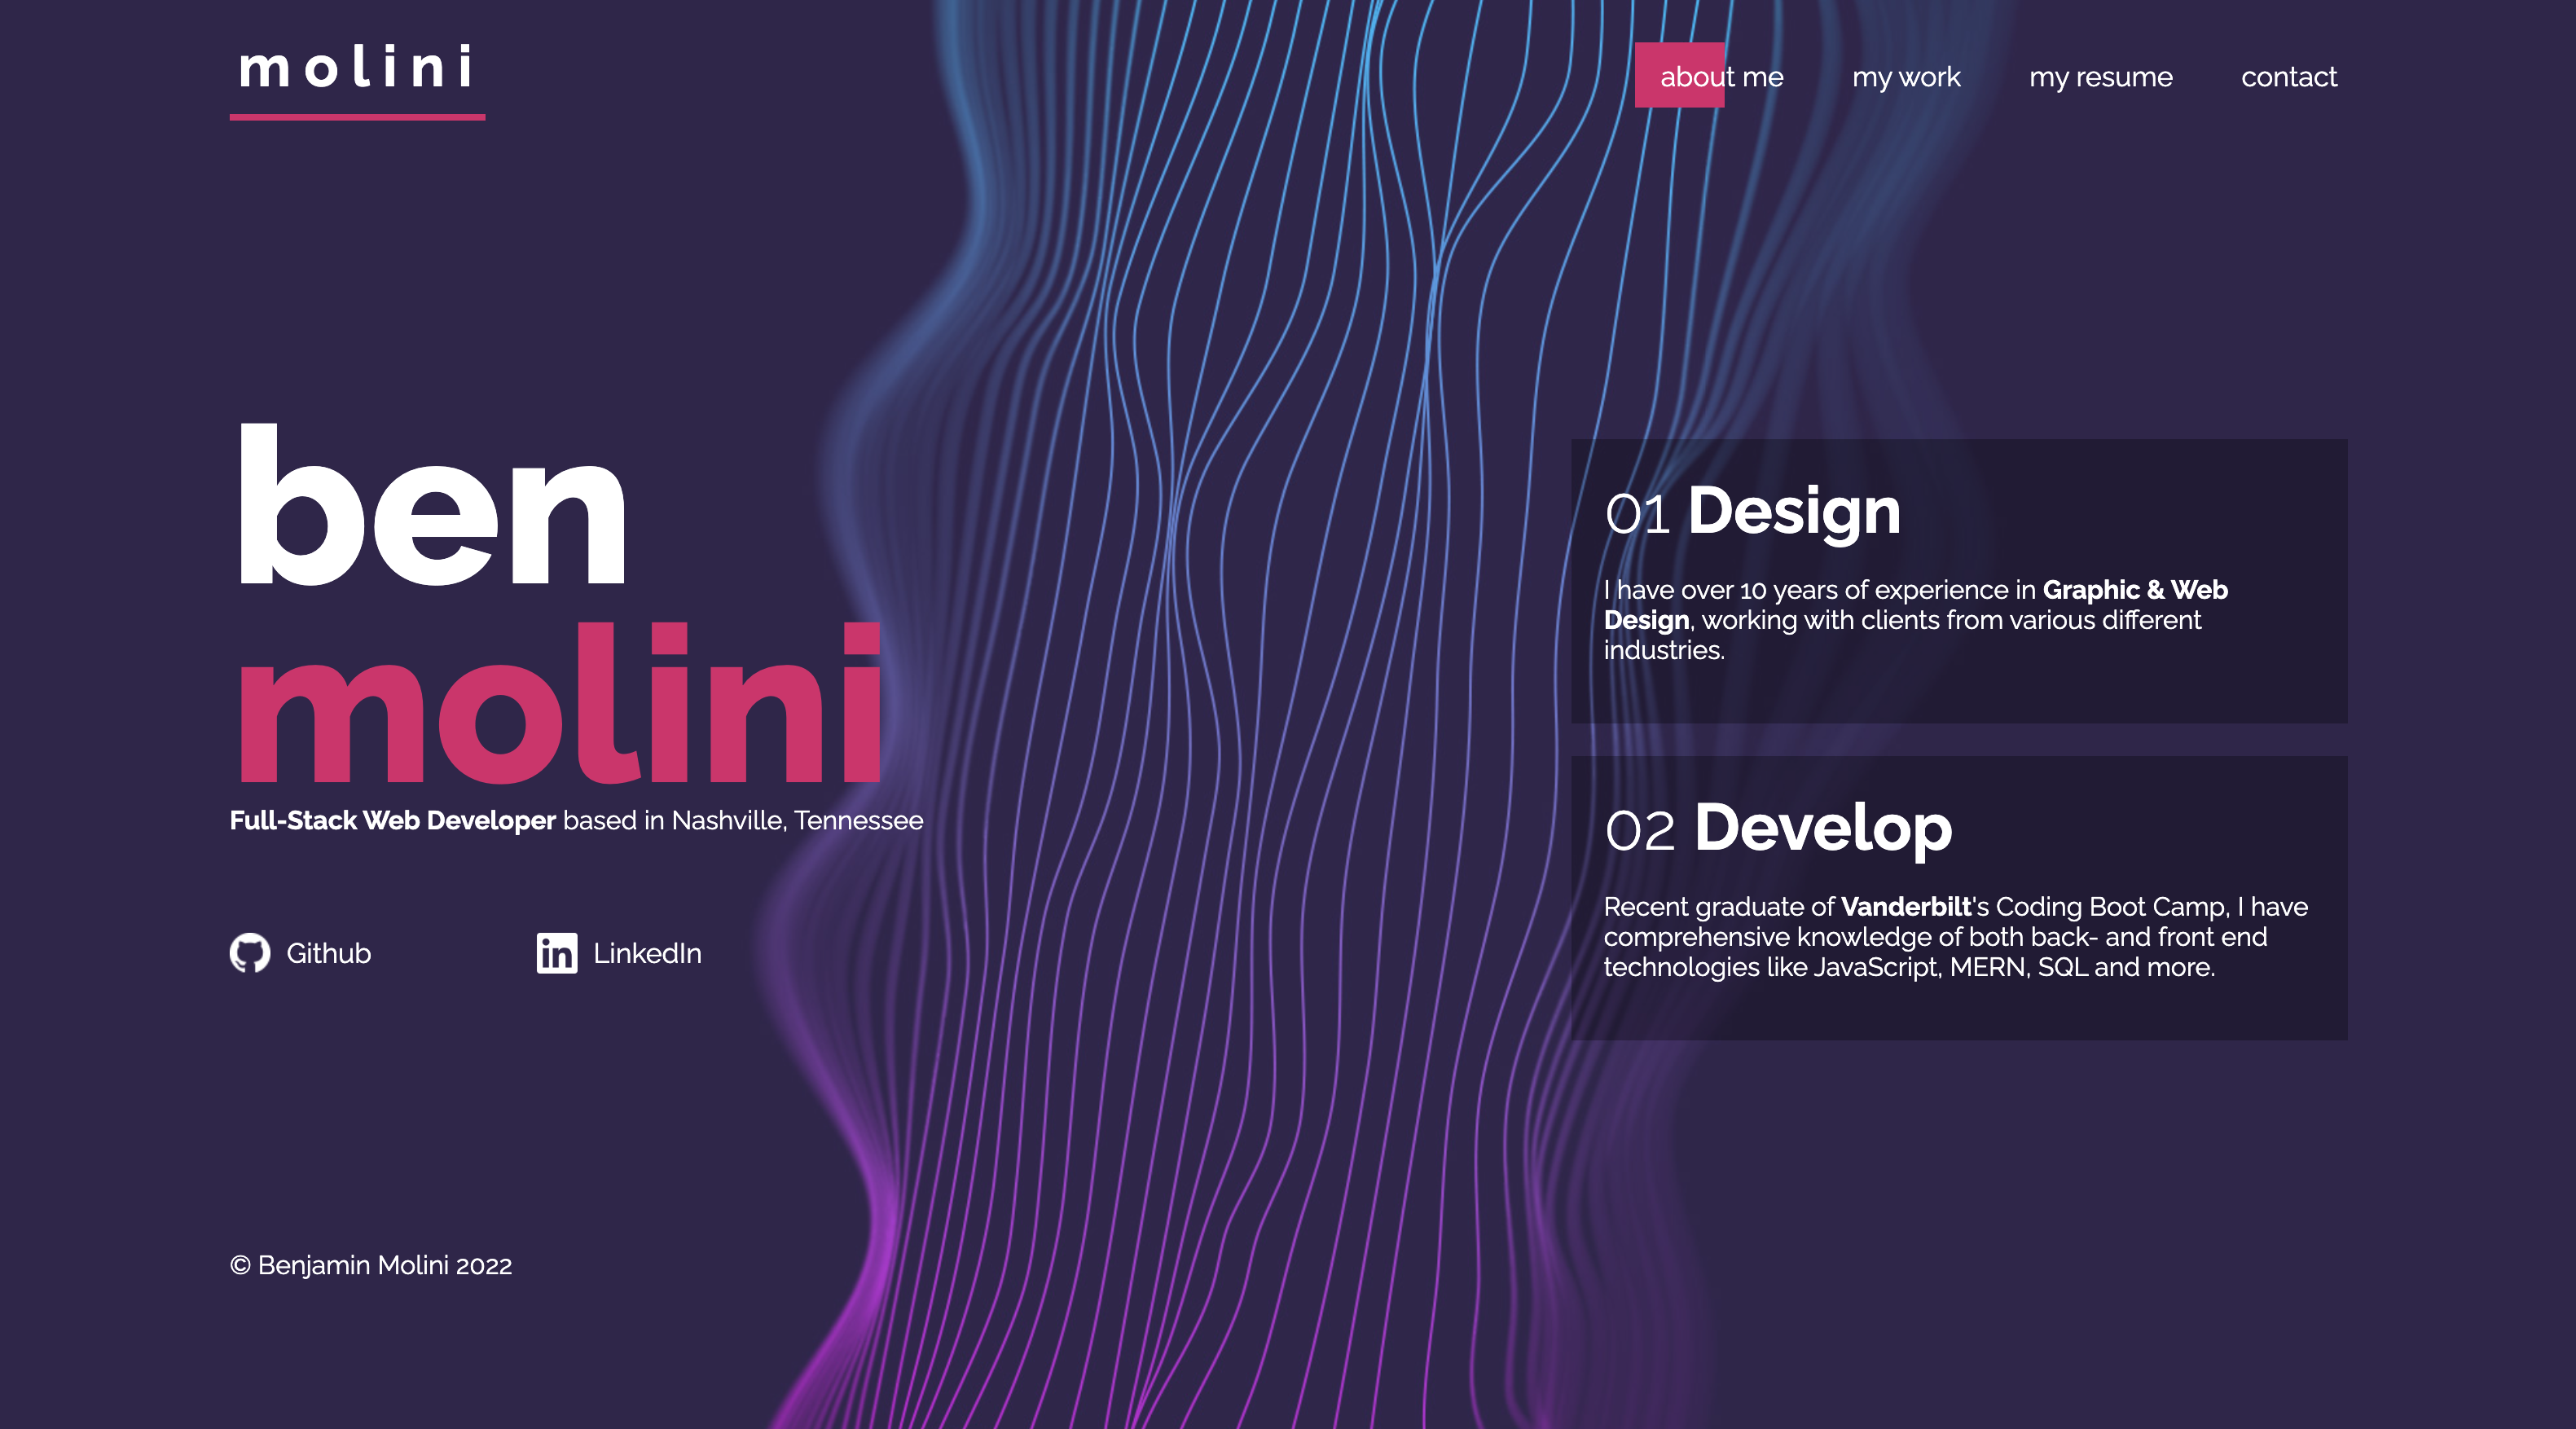 molini
about me
my work
my resume
contact
ben
molini
Full-Stack Web Developer based in Nashville, Tennessee
Github
LinkedIn
01 Design
I have over 10 years of experience in Graphic & Web
Design, working with clients from various different
industries.
02 Develop
Recent graduate of Vanderbilt's Coding Boot Camp, I have
comprehensive knowledge of both back- and front end
technologies like JavaScript, MERN, SQL and more.
© Benjamin Molini 2022